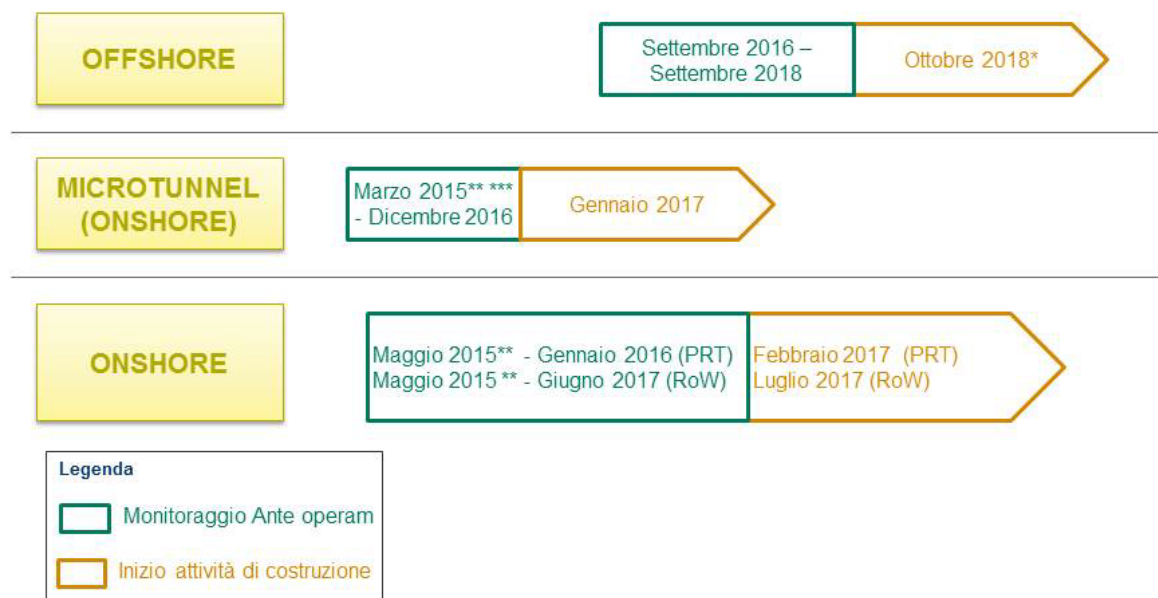 OFFSHORE
Settembre 2016 –
Settembre 2018
Ottobre 2018*
MICROTUNNEL
(ONSHORE)
Marzo 2015** ***
- Dicembre 2016
Gennaio 2017
ONSHORE
Maggio 2015** - Gennaio 2016 (PRT)
Maggio 2015 ** - Giugno 2017 (RoW)
Febbraio 2017 (PRT)
Luglio 2017 (RoW)
Legenda
Monitoraggio Ante operam
Inizio attività di costruzione